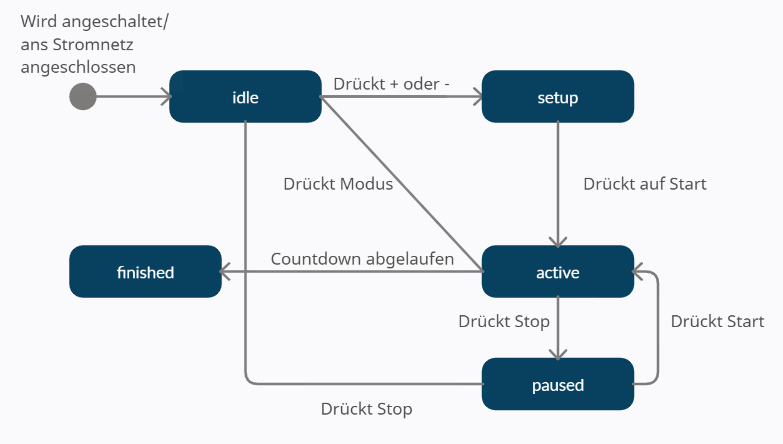 Wird angeschaltet/
ans Stromnetz
angeschlossen
idle
Drückt + oder -
setup
Drückt Modus
Drückt auf Start
finished
Countdown abgelaufen
active
Drückt Stop
Drückt Start
paused
Drückt Stop